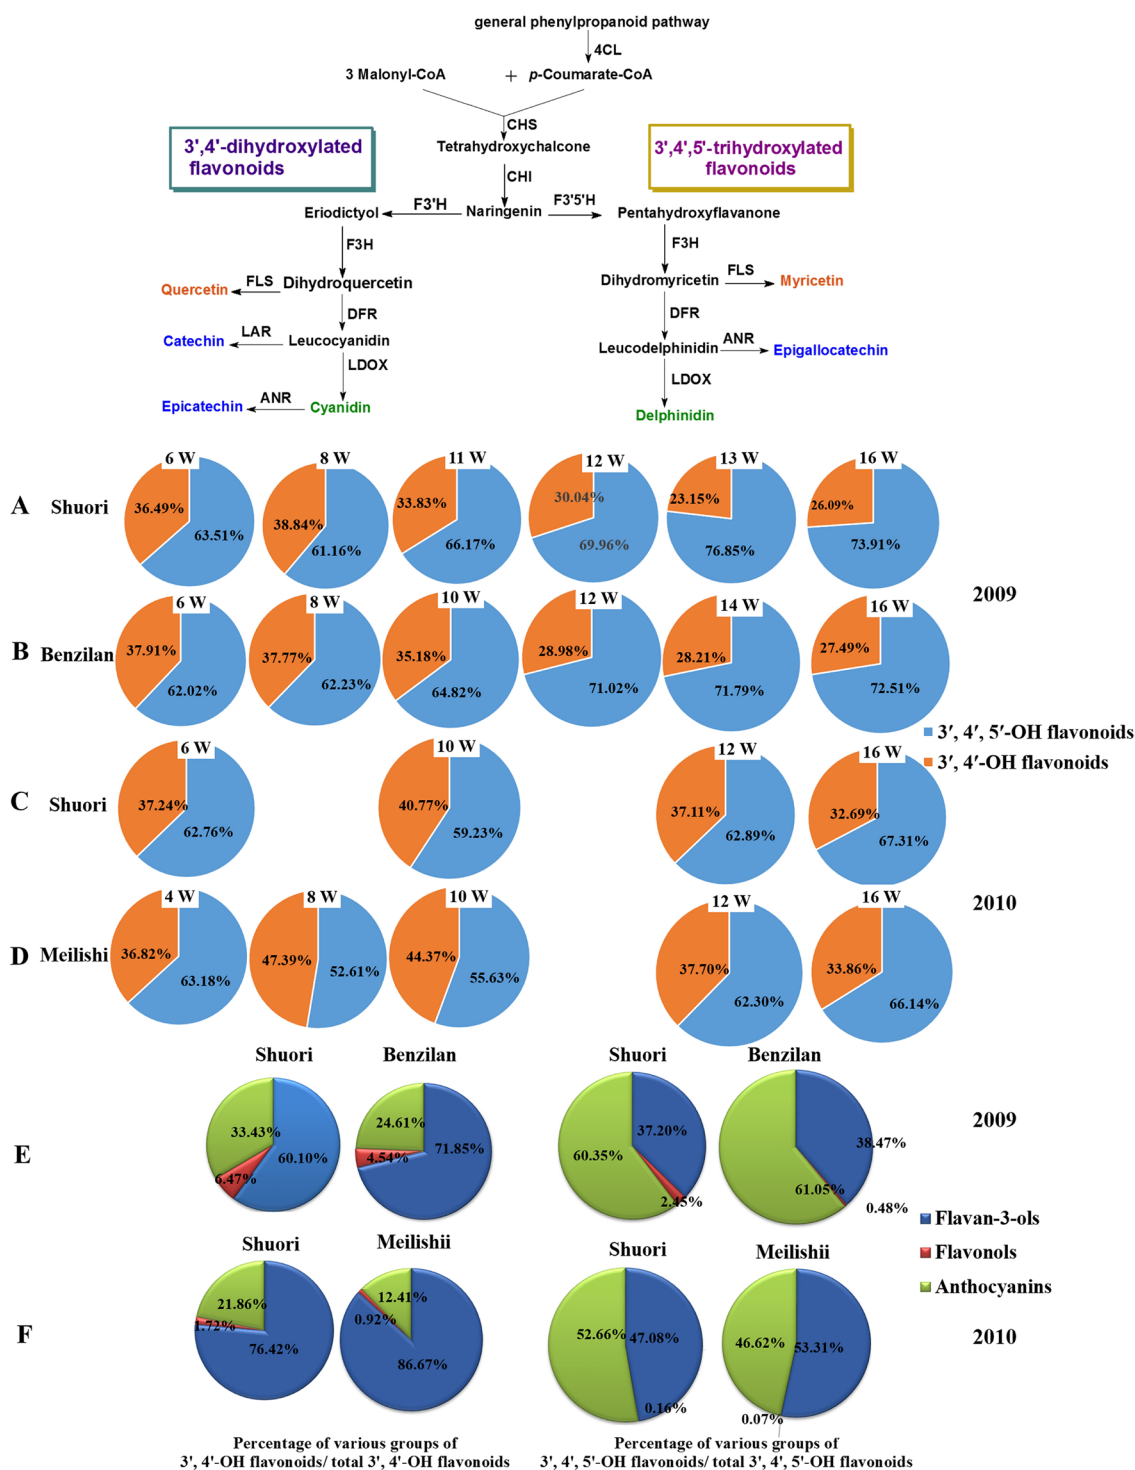 general phenylpropanoid pathway
4CL
3 Malonyl-CoA + p-Coumarate-CoA
CHS
3',4'-dihydroxylated
flavonoids
Tetrahydroxychalcone
3',4',5'-trihydroxylated
flavonoids
CHI
Eriodictyol F3'H Naringenin F3'5'H Pentahydroxyflavanone
F3H F3H
Quercetin FLS Dihydroquercetin Dihydromyricetin FLS Myricetin
DFR DFR
Catechin LAR Leucocyanidin Leucodelphinidin ANR Epigallocatechin
LDOX LDOX
Epicatechin ANR Cyanidin Delphinidin
6 W 8 W 11 W 12 W 13 W 16 W
A Shuori
36.49% 38.84% 33.83% 30.04% 23.15% 26.09%
63.51% 61.16% 66.17% 69.96% 76.85% 73.91%
2009
6 W 8 W 10 W 12 W 14 W 16 W
B Benzilan
37.91% 37.77% 35.18% 28.98% 28.21% 27.49%
62.02% 62.23% 64.82% 71.02% 71.79% 72.51%
3′, 4′, 5′-OH flavonoids
3′, 4′-OH flavonoids
6 W 10 W 12 W 16 W
C Shuori
37.24% 40.77% 37.11% 32.69%
62.76% 59.23% 62.89% 67.31%
4 W 8 W 10 W 12 W 16 W
2010
D Meilishi
36.82% 47.39% 44.37% 37.70% 33.86%
63.18% 52.61% 55.63% 62.30% 66.14%
Shuori Benzilan Shuori Benzilan
2009
E
33.43% 24.61% 37.20% 38.47%
60.10% 71.85% 60.35% 61.05%
6.47% 4.54% 2.45% 0.48%
Flavan-3-ols
Flavonols
Anthocyanins
Shuori Meilishii Shuori Meilishii
F
21.86% 12.41% 52.66% 47.08% 46.62% 53.31%
1.72% 0.92%
76.42% 86.67% 0.16% 0.07%
2010
Percentage of various groups of
3', 4'-OH flavonoids/ total 3', 4'-OH flavonoids
Percentage of various groups of
3', 4', 5'-OH flavonoids/ total 3', 4', 5'-OH flavonoids